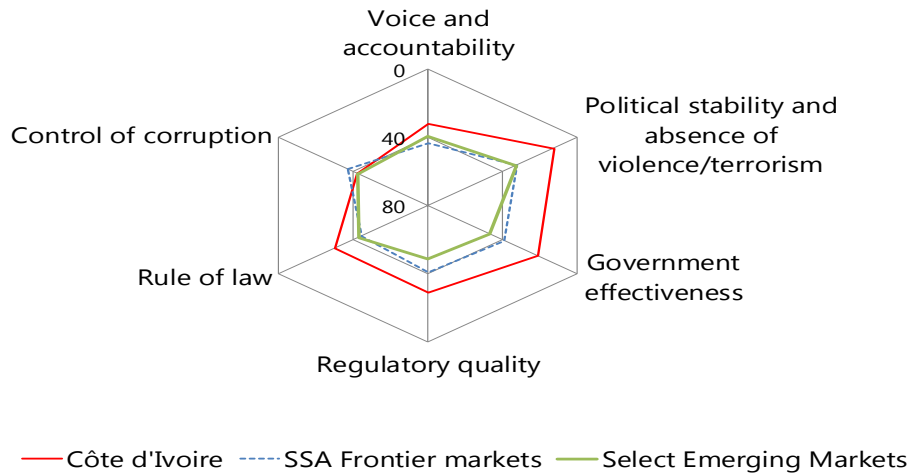 Voice and
accountability
0
Political stability and
absence of
violence/terrorism
Control of corruption
40
80
Government
effectiveness
Rule of law
Regulatory quality
Côte d'Ivoire
SSA Frontier markets
Select Emerging Markets